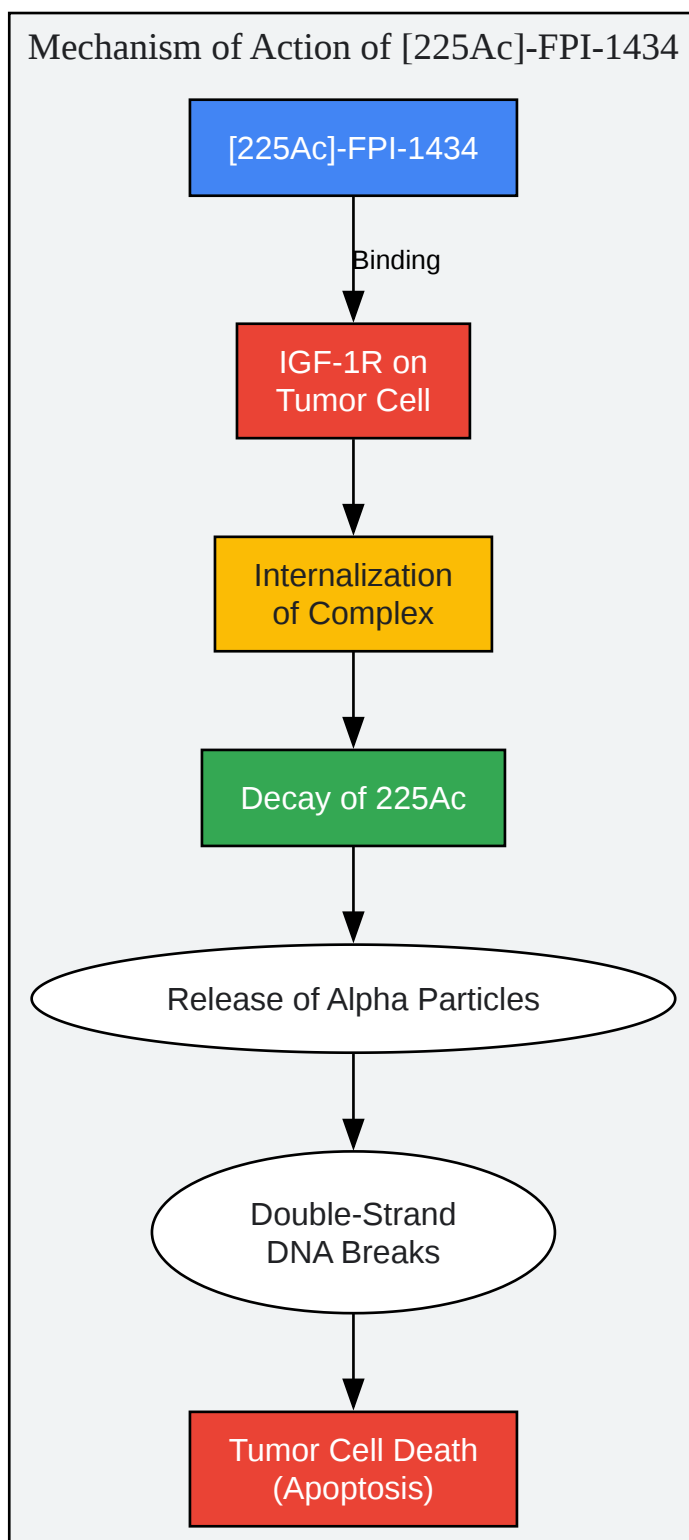 Mechanism of Action of [225Ac]-FPI-1434
[225Ac]-FPI-1434
Binding
IGF-1R on
Tumor Cell
Internalization
of Complex
Decay of 225Ac
Release of Alpha Particles
Double-Strand
DNA Breaks
Tumor Cell Death
(Apoptosis)